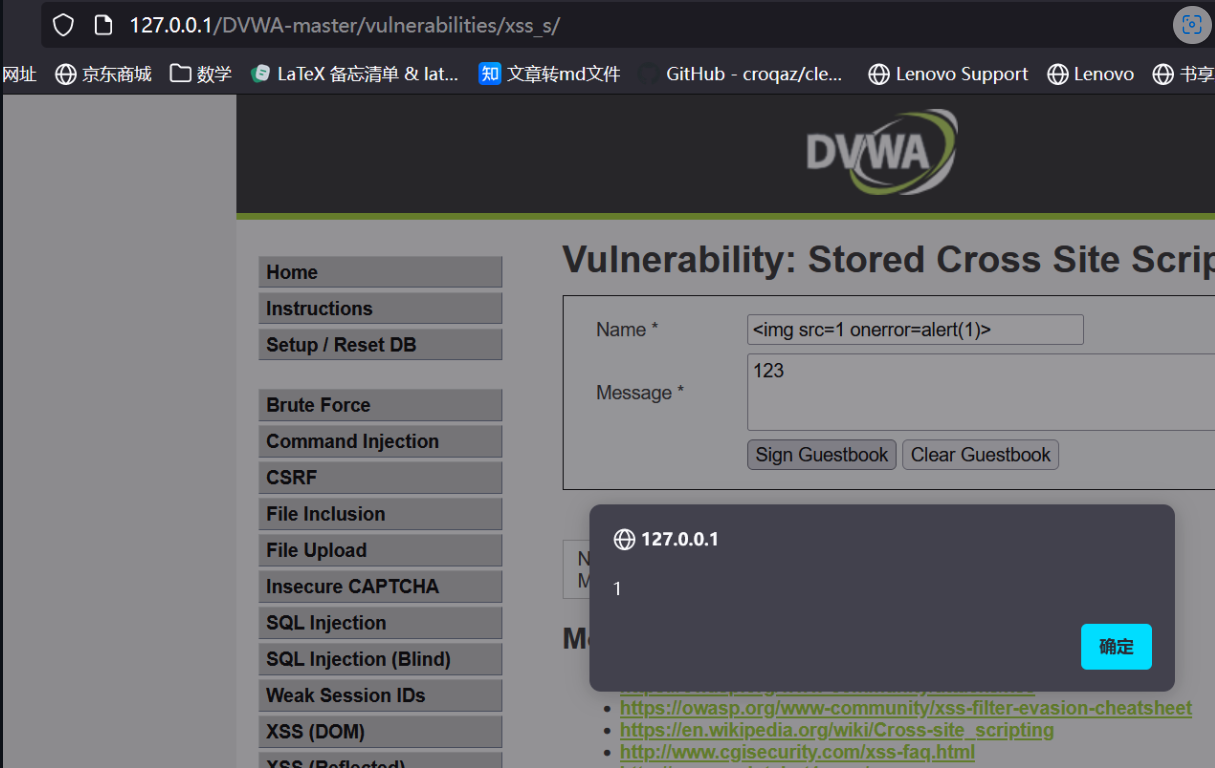 127.0.0.1/DVWA-master/vulnerabilities/xss_s/
网址 京东商城 数学 LaTeX 备忘清单 & lat... 知 文章转md文件 GitHub - croqaz/cle... Lenovo Support Lenovo 书享
DVWA
Vulnerability: Stored Cross Site Scrip
Home
Instructions
Setup / Reset DB
Brute Force
Command Injection
CSRF
File Inclusion
File Upload
Insecure CAPTCHA
SQL Injection
SQL Injection (Blind)
Weak Session IDs
XSS (DOM)
XSS (Reflected)
Name * <img src=1 onerror=alert(1)>
Message * 123
Sign Guestbook Clear Guestbook
N
M
127.0.0.1
1
确定
https://owasp.org/www-community/xss-filter-evasion-cheatsheet
https://en.wikipedia.org/wiki/Cross-site_scripting
http://www.cgisecurity.com/xss-faq.html